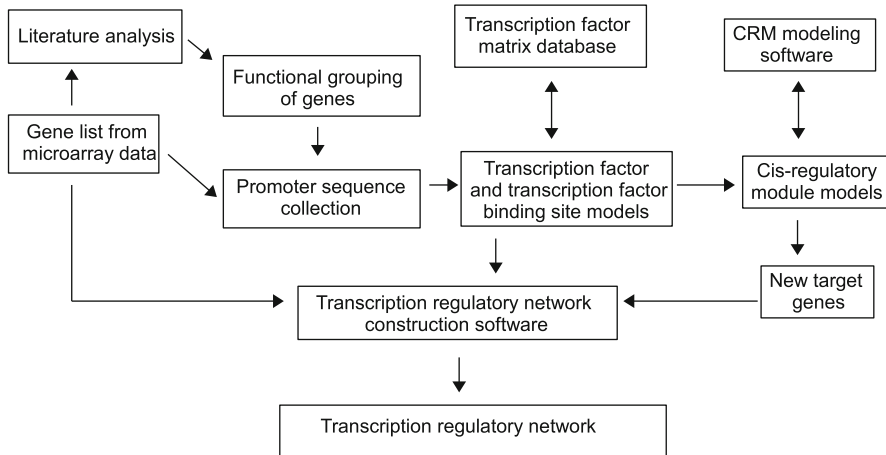 Literature analysis
Transcription factor
matrix database
CRM modeling
software
Functional grouping
of genes
Gene list from
microarray data
Promoter sequence
collection
Transcription factor
and transcription factor
binding site models
Cis-regulatory
module models
New target
genes
Transcription regulatory network
construction software
Transcription regulatory network